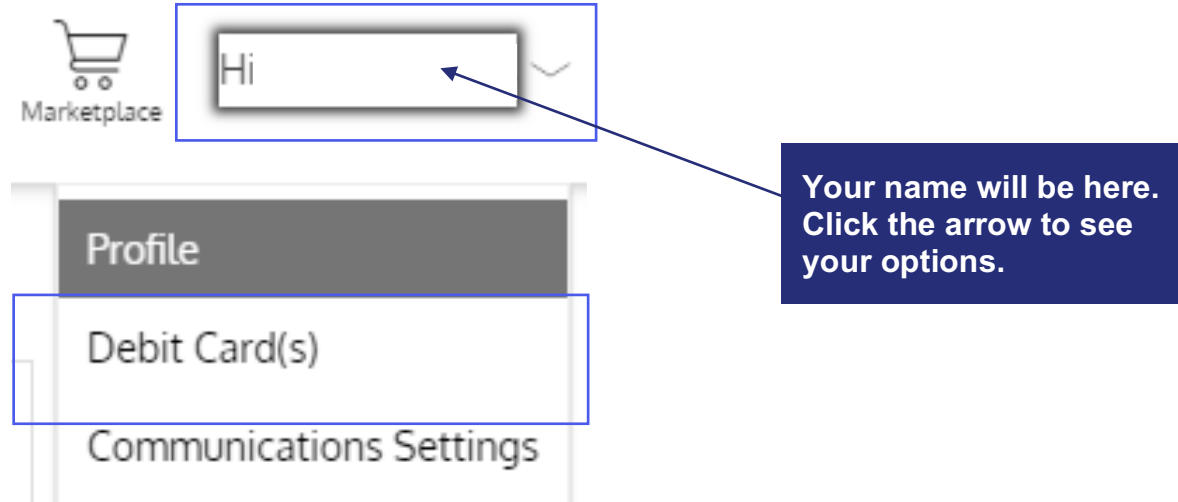 Hi
Marketplace
Your name will be here.
Click the arrow to see
your options.
Profile
Debit Card(s)
Communications Settings